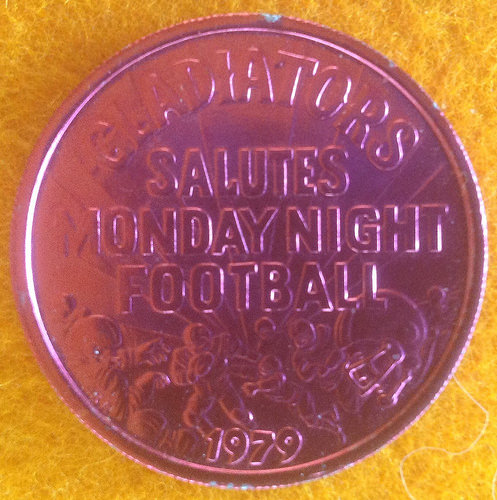 GLADIATORS
SALUTES
MONDAY NIGHT
FOOTBALL
1979